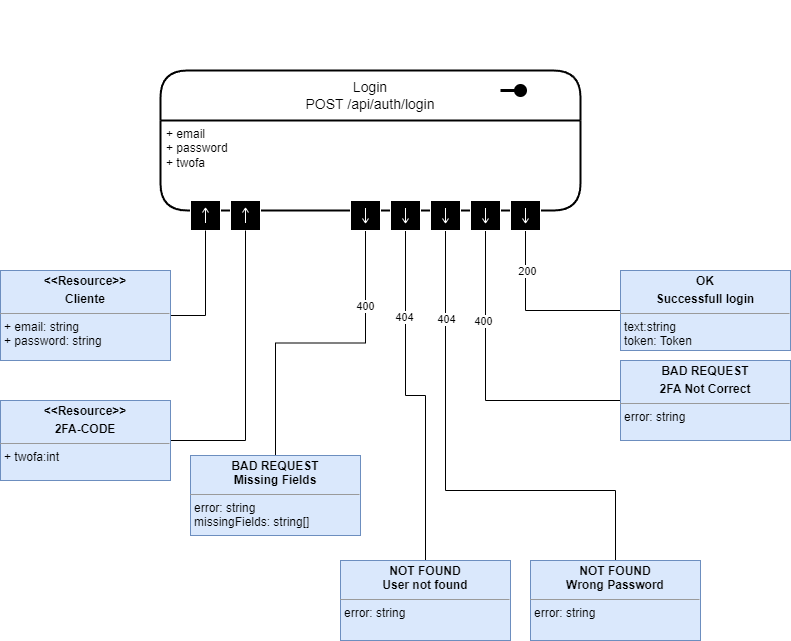 Login
POST /api/auth/login
+ email
+ password
+ twofa
<<Resource>>
Cliente
+ email: string
+ password: string
<<Resource>>
2FA-CODE
+ twofa:int
400
404
404
400
200
BAD REQUEST
Missing Fields
error: string
missingFields: string[]
NOT FOUND
User not found
error: string
NOT FOUND
Wrong Password
error: string
OK
Successfull login
text:string
token: Token
BAD REQUEST
2FA Not Correct
error: string